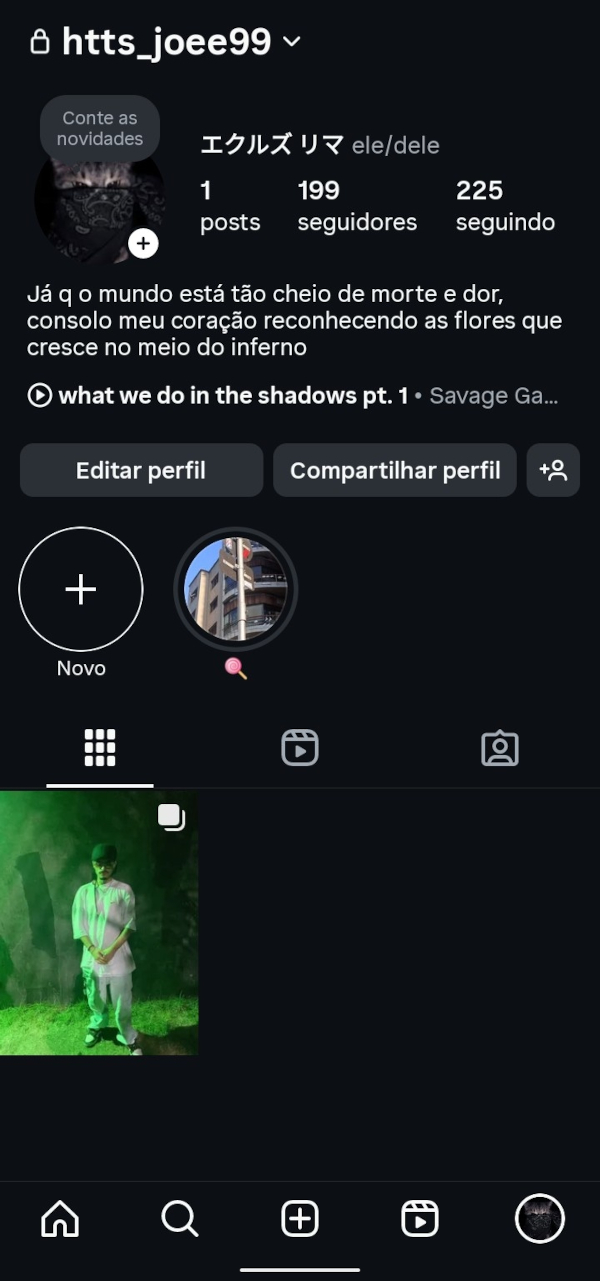 htts_joee99
Conte as
novidades
エクルズ リマ ele/dele
1 199 225
posts seguidores seguindo
Já q o mundo está tão cheio de morte e dor,
consolo meu coração reconhecendo as flores que
cresce no meio do inferno
what we do in the shadows pt. 1 • Savage Ga...
Editar perfil Compartilhar perfil
Novo